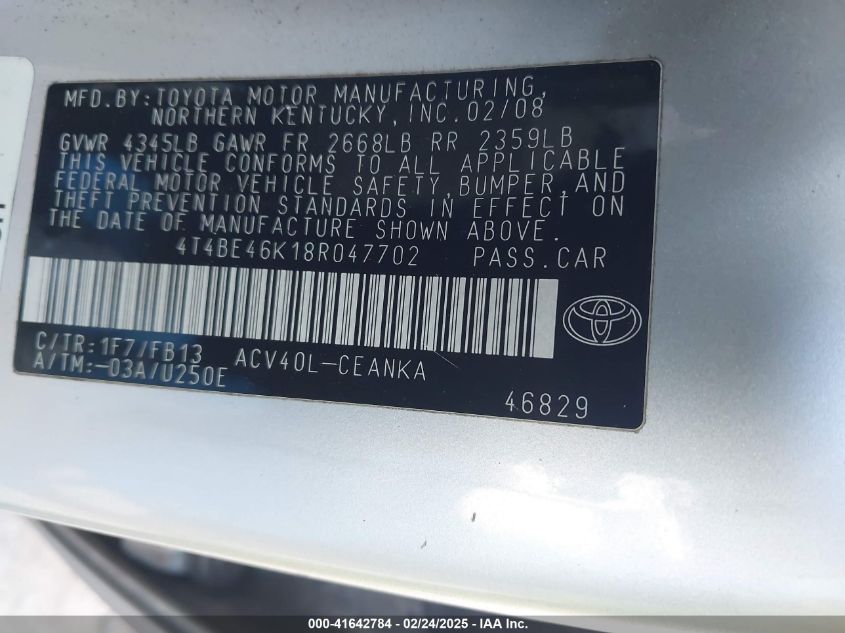 MFD.BY:TOYOTA MOTOR MANUFACTURING,
NORTHERN KENTUCKY,INC.02/08
GVWR 4345LB GAWR FR 2668LB RR 2359LB
THIS VEHICLE CONFORMS TO ALL APPLICABLE
FEDERAL MOTOR VEHICLE SAFETY,BUMPER,AND
THEFT PREVENTION STANDARDS IN EFFECT ON
THE DATE OF MANUFACTURE SHOWN ABOVE.
4T4BE46K18R047702 PASS.CAR
C/TR:1F7/FB13 ACV40L-CEANKA
A/TM:-03A/U250E
46829
000-41642784 - 02/24/2025 - IAA Inc.